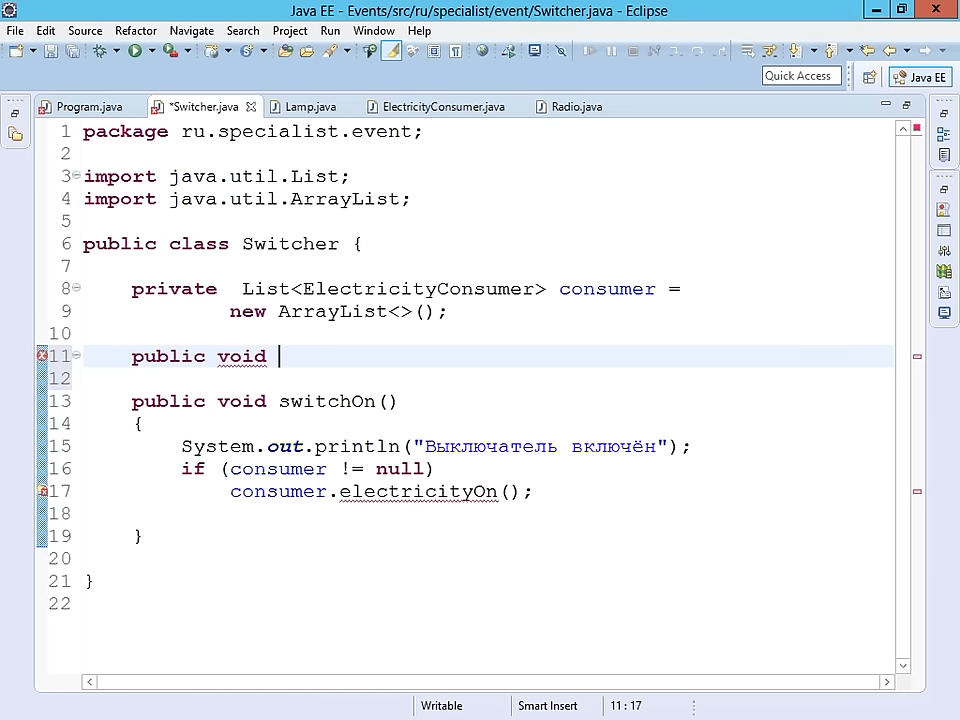 Java EE - Events/src/ru/specialist/event/Switcher.java - Eclipse
File Edit Source Refactor Navigate Search Project Run Window Help
Quick Access
Java EE
Program.java
*Switcher.java
Lamp.java
ElectricityConsumer.java
Radio.java
1 package ru.specialist.event;
2
3 import java.util.List;
4 import java.util.ArrayList;
5
6 public class Switcher {
7
8 private  List<ElectricityConsumer> consumer =
9 new ArrayList<>();
10
11 public void
12
13 public void switchOn()
14 {
15 System.out.println("Выключатель включён");
16 if (consumer != null)
17 consumer.electricityOn();
18
19 }
20
21 }
22
Writable
Smart Insert
11 : 17